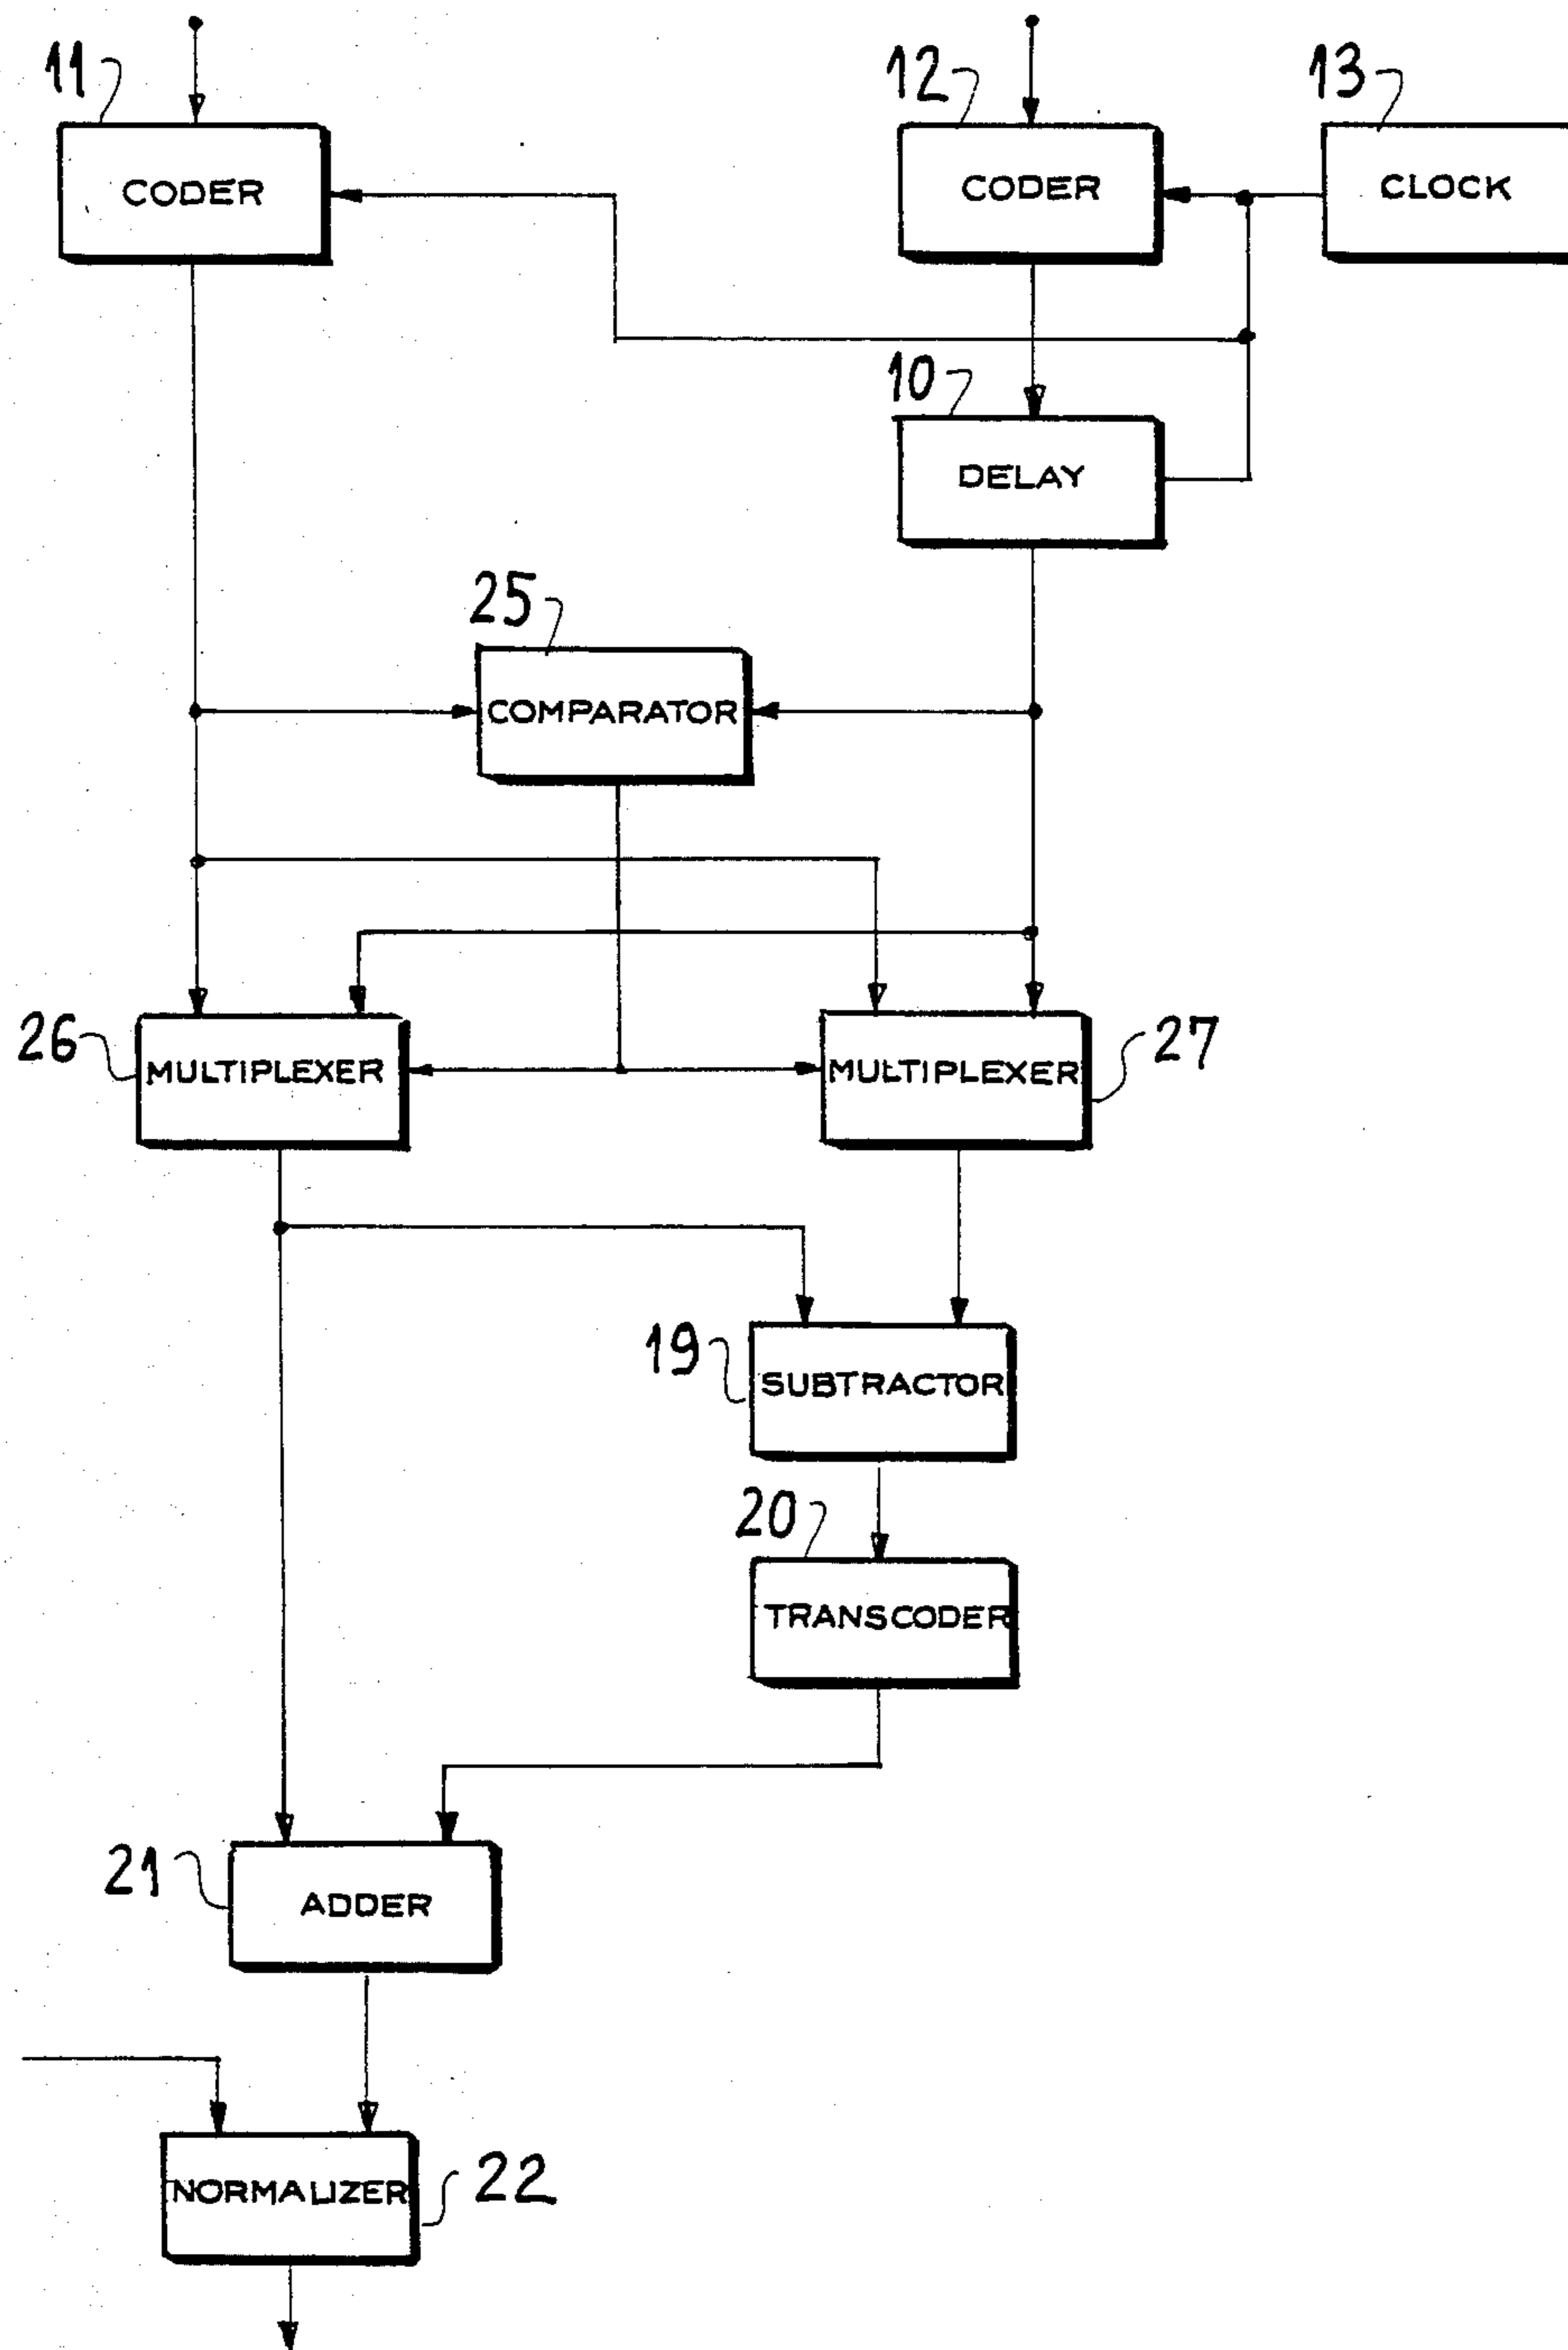 11
12
13
CODER
CODER
CLOCK
10
DELAY
25
COMPARATOR
26
MULTIPLEXER
MULTIPLEXER
27
19
SUBTRACTOR
20
TRANSCODER
21
ADDER
NORMALIZER
22